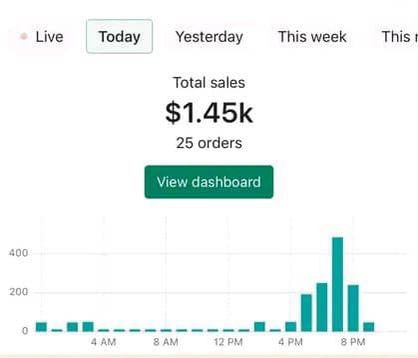 Live Today Yesterday This week This
Total sales
$1.45k
25 orders
View dashboard
400
200
0
4 AM 8 AM 12 PM 4 PM 8 PM